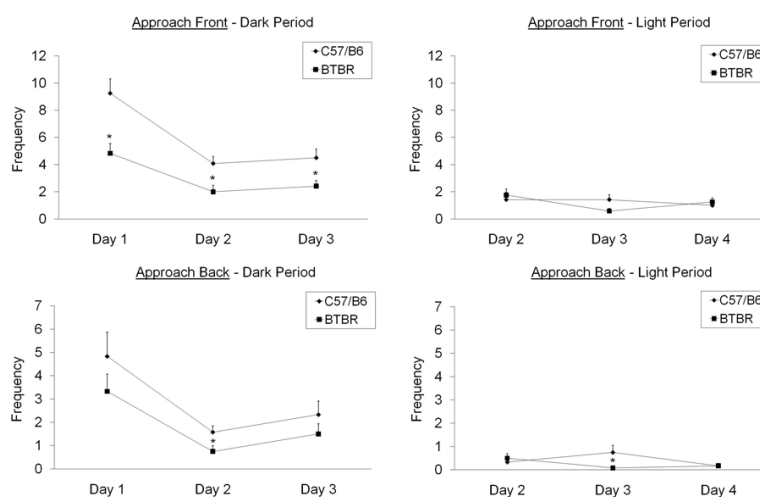 Approach Front - Dark Period
C57/B6
BTBR
12
10
8
6
4
2
0
Frequency
*
*
*
Day 1 Day 2 Day 3
Approach Front - Light Period
C57/B6
BTBR
12
10
8
6
4
2
0
Frequency
Day 2 Day 3 Day 4
Approach Back - Dark Period
C57/B6
BTBR
7
6
5
4
3
2
1
0
Frequency
*
Day 1 Day 2 Day 3
Approach Back - Light Period
C57/B6
BTBR
7
6
5
4
3
2
1
0
Frequency
*
Day 2 Day 3 Day 4